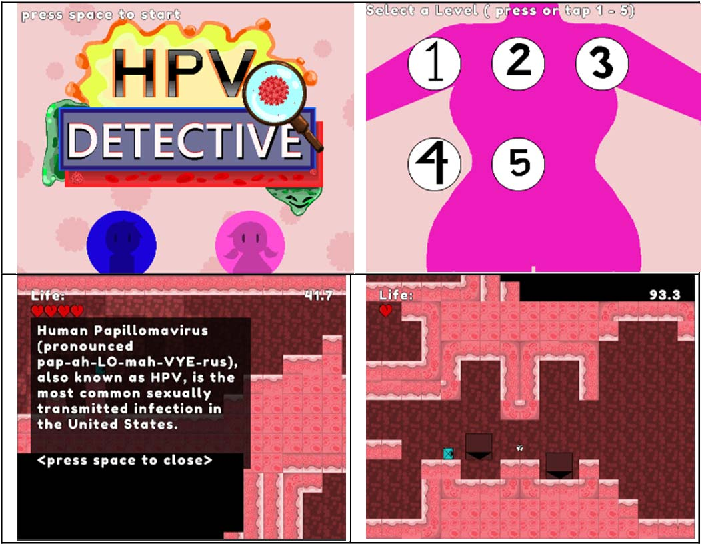 press space to start
HPV
DETECTIVE
Select a Level ( press or tap 1 - 5)
1
2
3
4
5
Life:
41.7
Human Papillomavirus
(pronounced
pap-ah-LO-mah-VYE-rus),
also known as HPV, is the
most common sexually
transmitted infection in
the United States.
<press space to close>
Life:
93.3